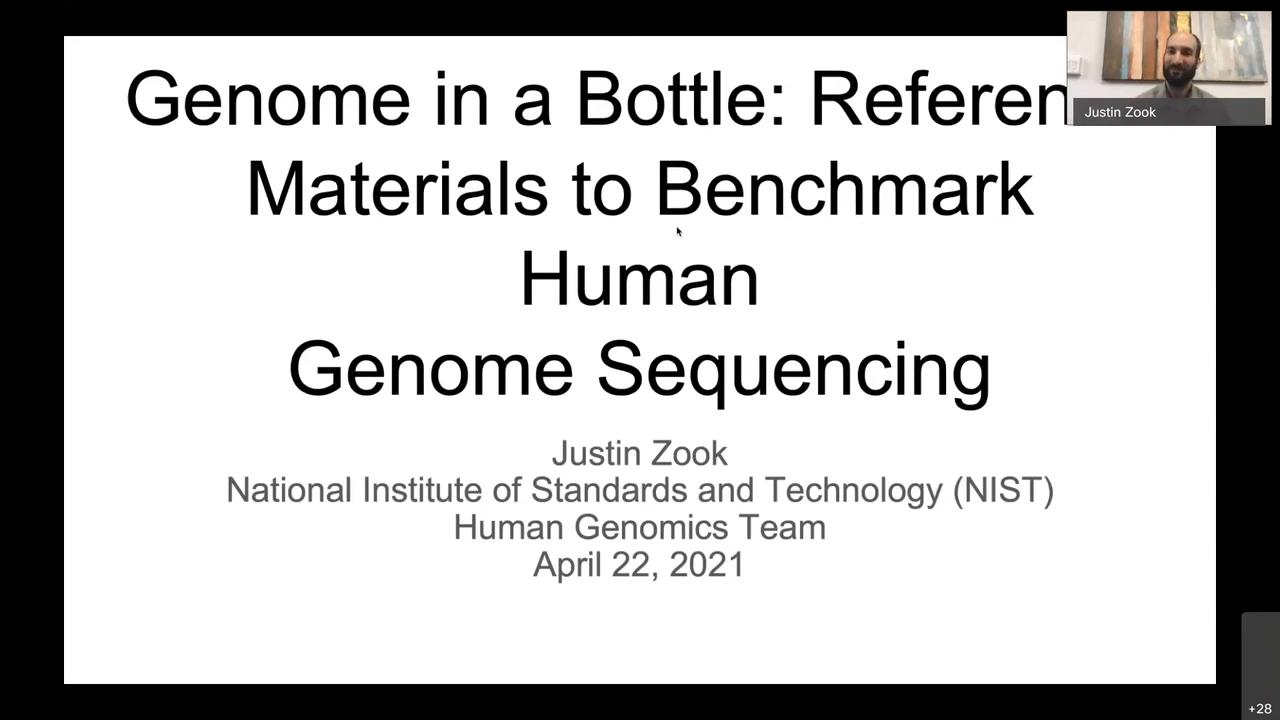 Genome in a Bottle: Referen
Materials to Benchmark
Human
Genome Sequencing
Justin Zook
National Institute of Standards and Technology (NIST)
Human Genomics Team
April 22, 2021
Justin Zook
+28